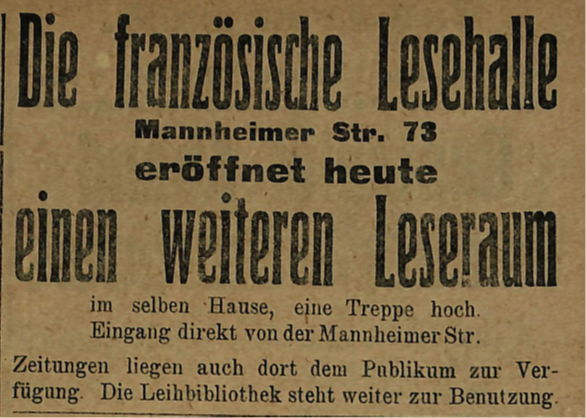 Die französische Lesehalle
Mannheimer Str. 73
eröffnet heute
einen weiteren Leseraum
im selben Hause, eine Treppe hoch.
Eingang direkt von der Mannheimer Str.
Zeitungen liegen auch dort dem Publikum zur Ver-
fügung. Die Leihbibliothek steht weiter zur Benutzung.